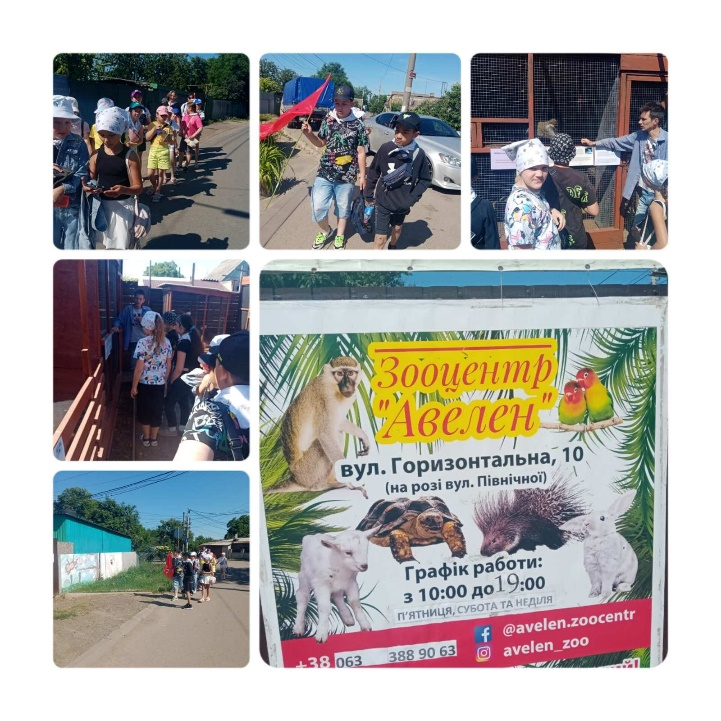 Зооцентр
"Авелен"
вул. Горизонтальна, 10
(на розі вул. Північної)
Графік роботи:
з 10:00 до 19:00
П'ЯТНИЦЯ, СУБОТА ТА НЕДІЛЯ
@avelen.zoocentr
avelen_zoo
+38 063 388 90 63